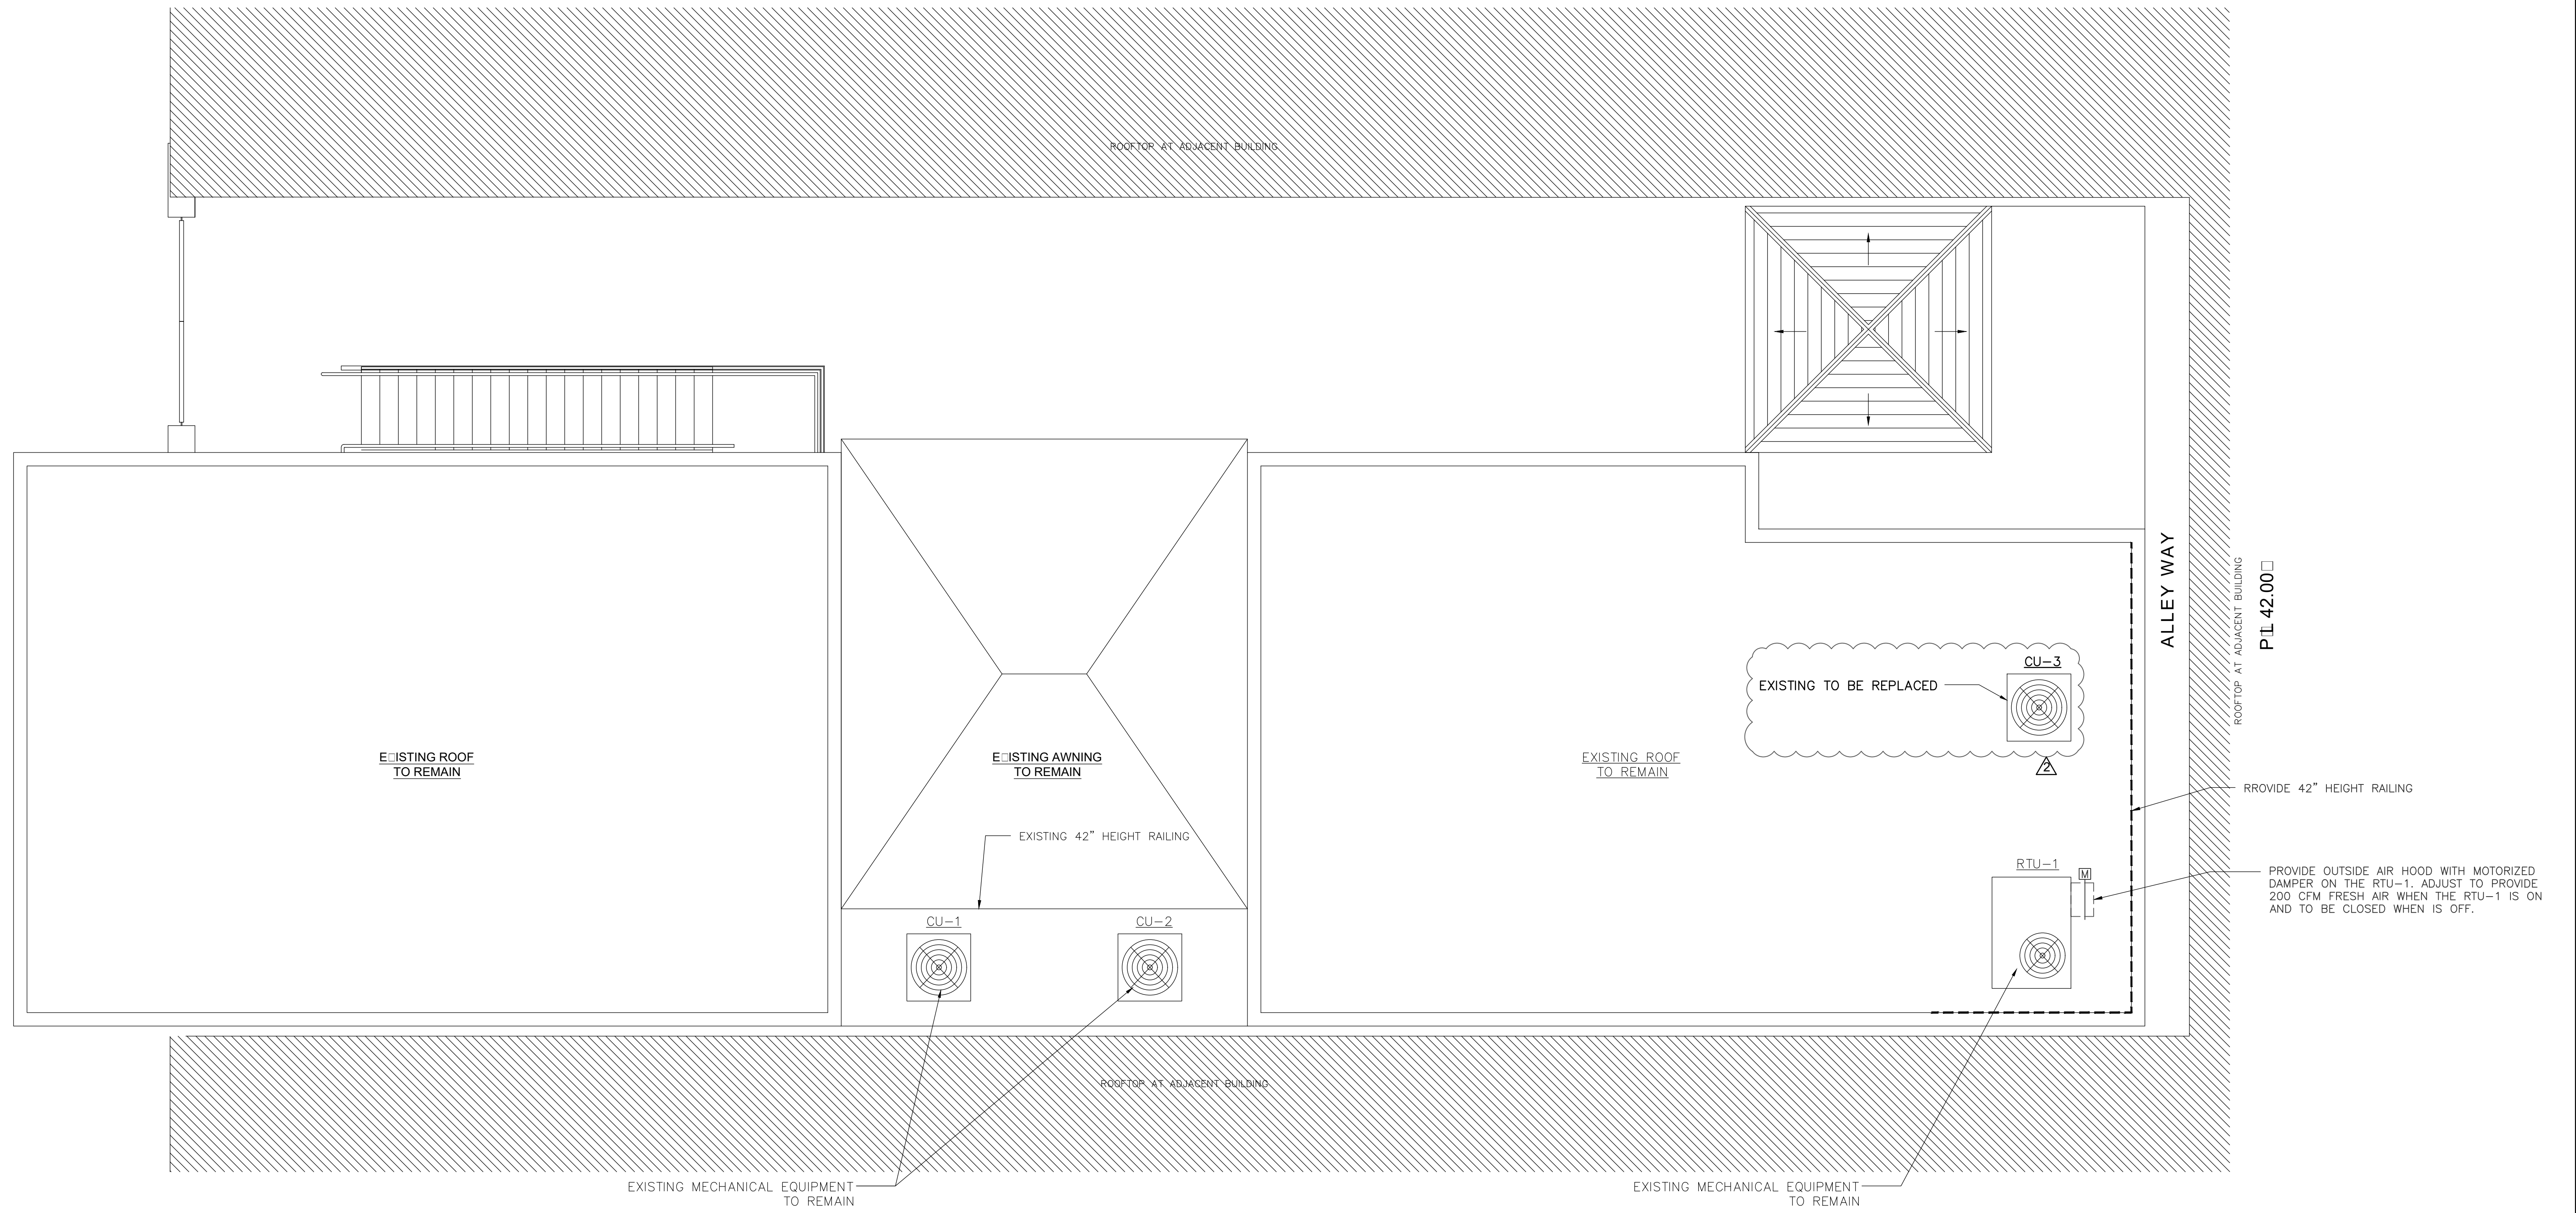 ROOFTOP AT ADJACENT BUILDING
ALLEY WAY
ROOFTOP AT ADJACENT BUILDING
P□L 42.00□
CU-3
EXISTING TO BE REPLACED
2
E□ISTING ROOF
TO REMAIN
E□ISTING AWNING
TO REMAIN
EXISTING ROOF
TO REMAIN
RROVIDE 42" HEIGHT RAILING
EXISTING 42" HEIGHT RAILING
RTU-1
M
PROVIDE OUTSIDE AIR HOOD WITH MOTORIZED
DAMPER ON THE RTU-1. ADJUST TO PROVIDE
200 CFM FRESH AIR WHEN THE RTU-1 IS ON
AND TO BE CLOSED WHEN IS OFF.
CU-1
CU-2
ROOFTOP AT ADJACENT BUILDING
EXISTING MECHANICAL EQUIPMENT
TO REMAIN
EXISTING MECHANICAL EQUIPMENT
TO REMAIN